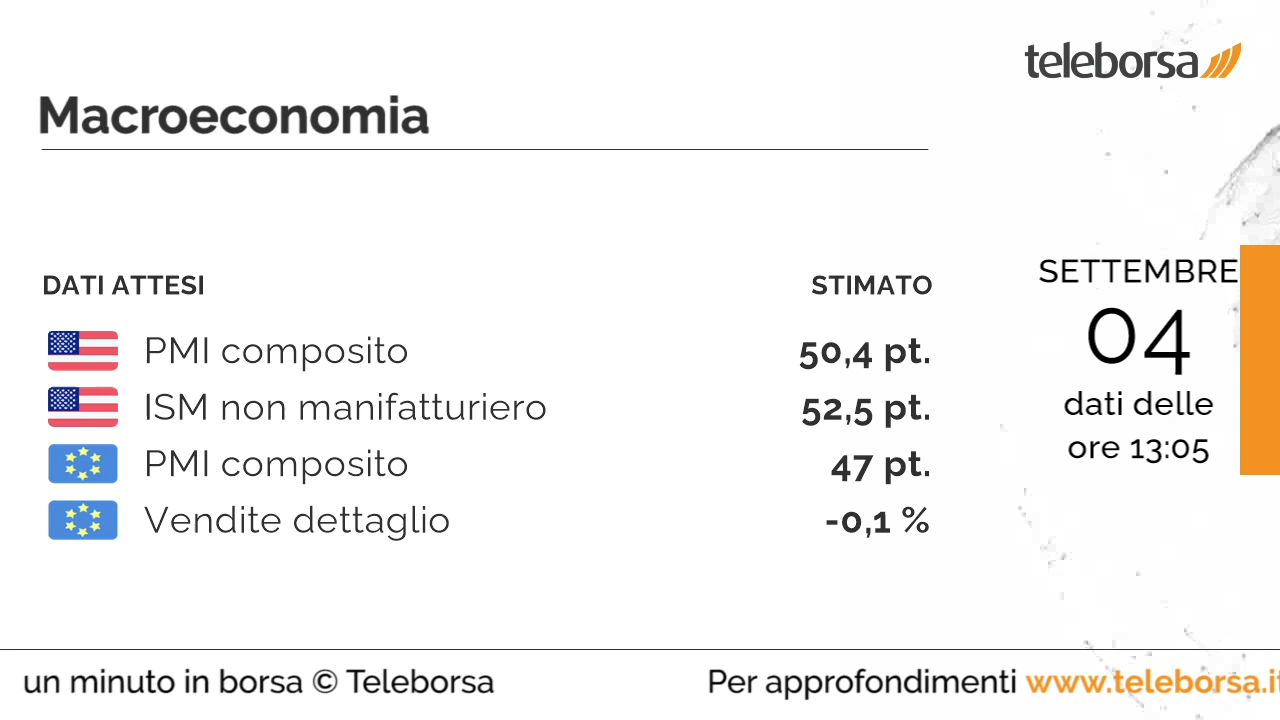 teleborsa
Macroeconomia
DATI ATTESI STIMATO
PMI composito 50,4 pt.
ISM non manifatturiero 52,5 pt.
PMI composito 47 pt.
Vendite dettaglio -0,1 %
SETTEMBRE
04
dati delle
ore 13:05
un minuto in borsa © Teleborsa Per approfondimenti www.teleborsa.it